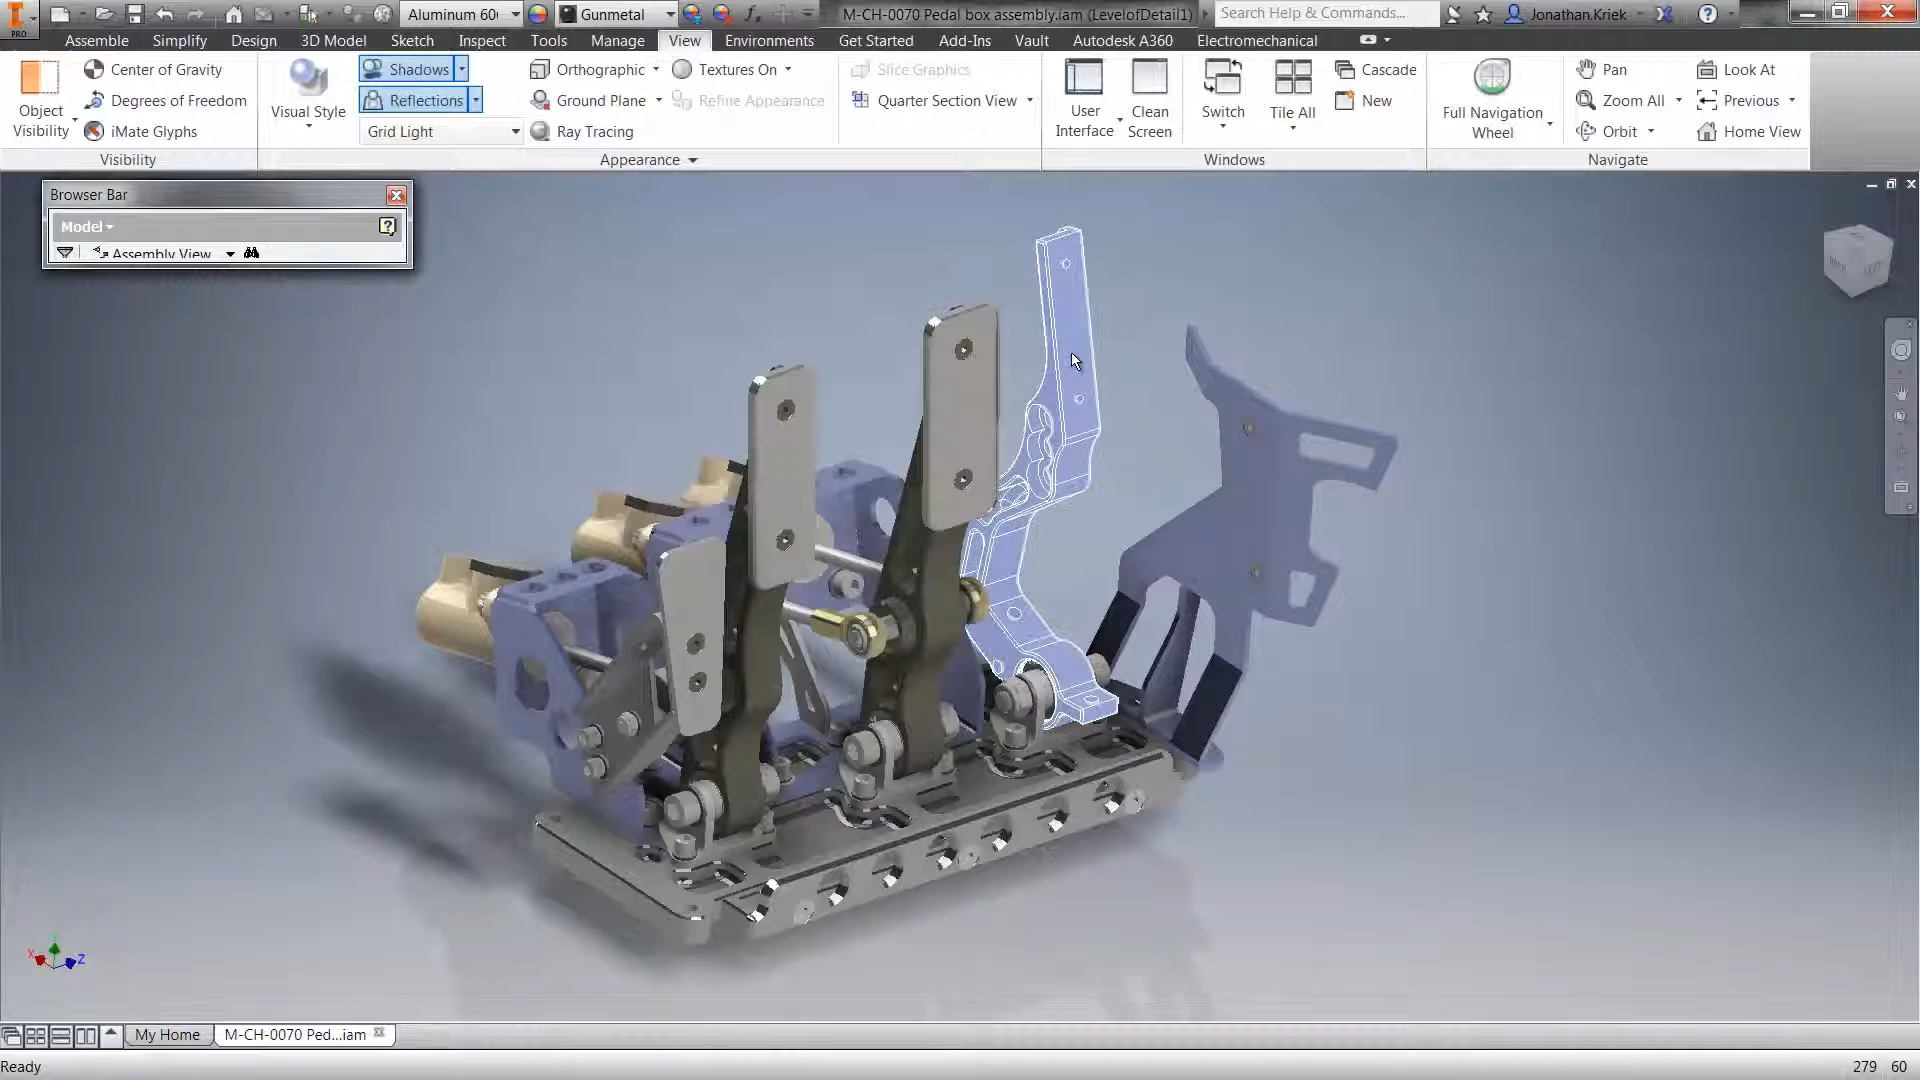 PRO
Aluminum 60
Gunmetal
M-CH-0070 Pedal box assembly.iam (LevelofDetail1)
Search Help & Commands...
Jonathan.Kriek
Assemble Simplify Design 3D Model Sketch Inspect Tools Manage View Environments Get Started Add-Ins Vault Autodesk A360 Electromechanical
Object
Visibility
Center of Gravity
Degrees of Freedom
iMate Glyphs
Visibility
Visual Style
Shadows
Reflections
Grid Light
Orthographic
Ground Plane
Ray Tracing
Textures On
Refine Appearance
Slice Graphics
Quarter Section View
Appearance
User
Interface
Clean
Screen
Switch
Tile All
Cascade
New
Windows
Full Navigation
Wheel
Pan
Zoom All
Orbit
Look At
Previous
Home View
Navigate
Browser Bar
Model
Assembly View
X
Z
My Home
M-CH-0070 Ped...iam
Ready
279 60